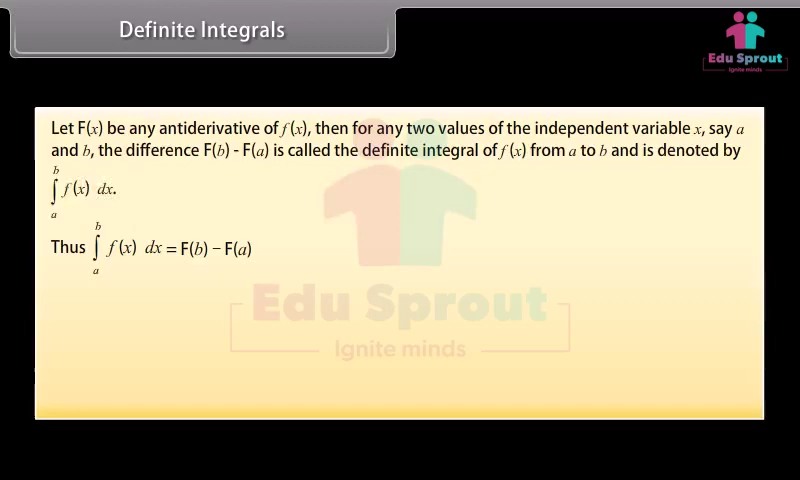 Definite Integrals
Edu Sprout
Ignite minds
Let F(x) be any antiderivative of f(x), then for any two values of the independent variable x, say a
and b, the difference F(b) - F(a) is called the definite integral of f(x) from a to b and is denoted by
b
∫ f(x) dx.
a
b
Thus ∫ f(x) dx = F(b) − F(a)
a
Edu Sprout
Ignite minds